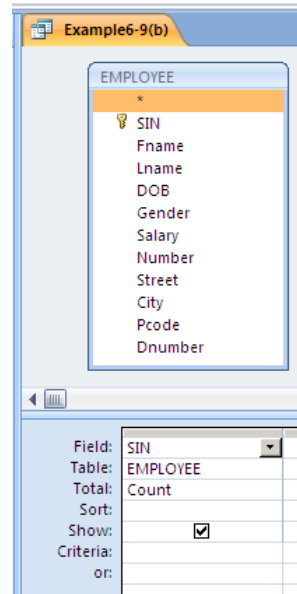 Example6-9(b)
EMPLOYEE
*
SIN
Fname
Lname
DOB
Gender
Salary
Number
Street
City
Pcode
Dnumber
Field: SIN
Table: EMPLOYEE
Total: Count
Sort:
Show:
Criteria:
or: